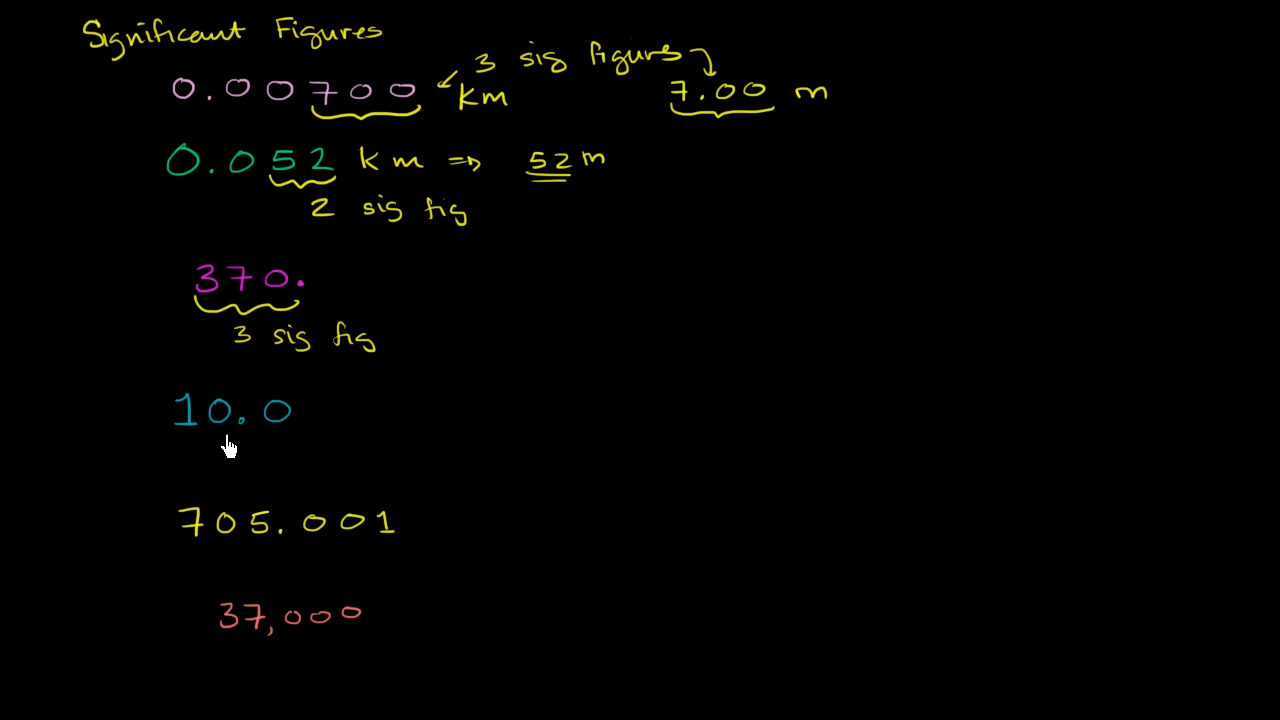 Significant Figures
3 sig figures
0.00700 km 7.00 m
0.052 km => 52 m
2 sig fig
370.
3 sig fig
10.0
705.001
37,000